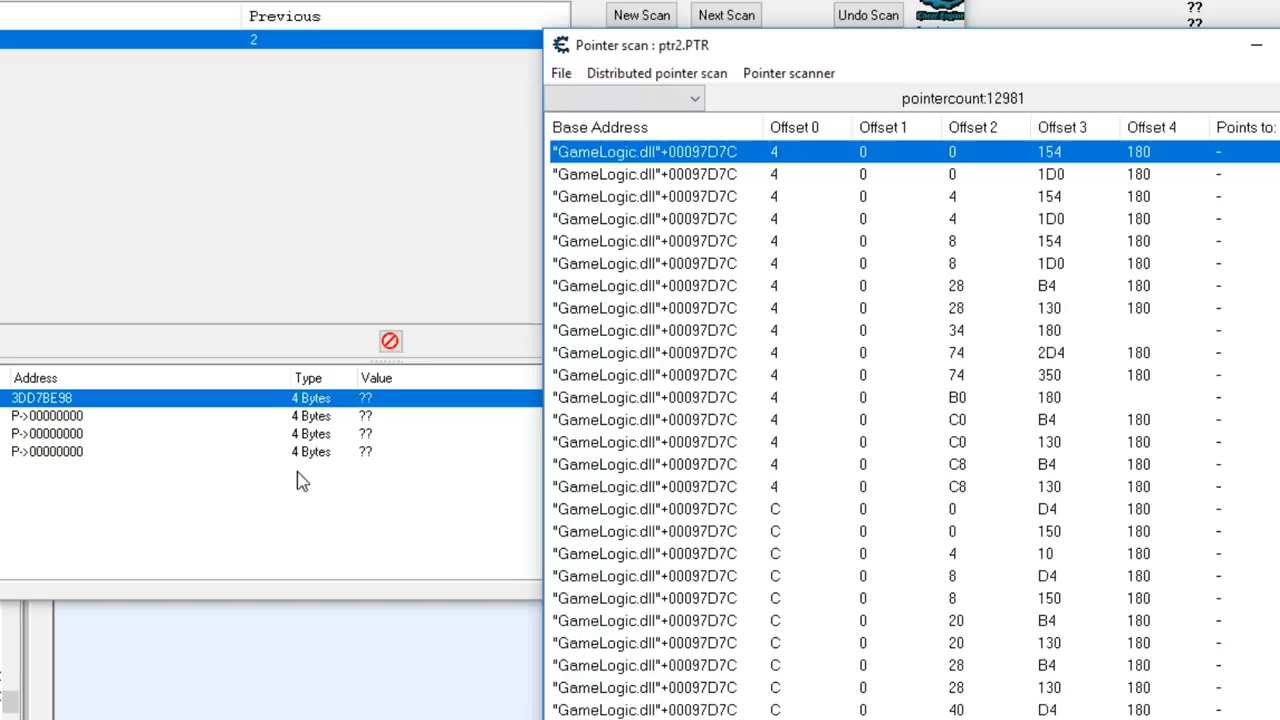 Previous
2
New Scan Next Scan Undo Scan
Cheat Engine
??
??
Pointer scan : ptr2.PTR
File Distributed pointer scan Pointer scanner
pointercount:12981
Base Address Offset 0 Offset 1 Offset 2 Offset 3 Offset 4 Points to:
"GameLogic.dll"+00097D7C 4 0 0 154 180 -
"GameLogic.dll"+00097D7C 4 0 0 1D0 180 -
"GameLogic.dll"+00097D7C 4 0 4 154 180 -
"GameLogic.dll"+00097D7C 4 0 4 1D0 180 -
"GameLogic.dll"+00097D7C 4 0 8 154 180 -
"GameLogic.dll"+00097D7C 4 0 8 1D0 180 -
"GameLogic.dll"+00097D7C 4 0 28 B4 180 -
"GameLogic.dll"+00097D7C 4 0 28 130 180 -
"GameLogic.dll"+00097D7C 4 0 34 180 -
"GameLogic.dll"+00097D7C 4 0 74 2D4 180 -
"GameLogic.dll"+00097D7C 4 0 74 350 180 -
"GameLogic.dll"+00097D7C 4 0 B0 180 -
"GameLogic.dll"+00097D7C 4 0 C0 B4 180 -
"GameLogic.dll"+00097D7C 4 0 C0 130 180 -
"GameLogic.dll"+00097D7C 4 0 C8 B4 180 -
"GameLogic.dll"+00097D7C 4 0 C8 130 180 -
"GameLogic.dll"+00097D7C C 0 0 D4 180 -
"GameLogic.dll"+00097D7C C 0 0 150 180 -
"GameLogic.dll"+00097D7C C 0 4 10 180 -
"GameLogic.dll"+00097D7C C 0 8 D4 180 -
"GameLogic.dll"+00097D7C C 0 8 150 180 -
"GameLogic.dll"+00097D7C C 0 20 B4 180 -
"GameLogic.dll"+00097D7C C 0 20 130 180 -
"GameLogic.dll"+00097D7C C 0 28 B4 180 -
"GameLogic.dll"+00097D7C C 0 28 130 180 -
"GameLogic.dll"+00097D7C C 0 40 D4 180 -
Address Type Value
3DD7BE98 4 Bytes ??
P->00000000 4 Bytes ??
P->00000000 4 Bytes ??
P->00000000 4 Bytes ??